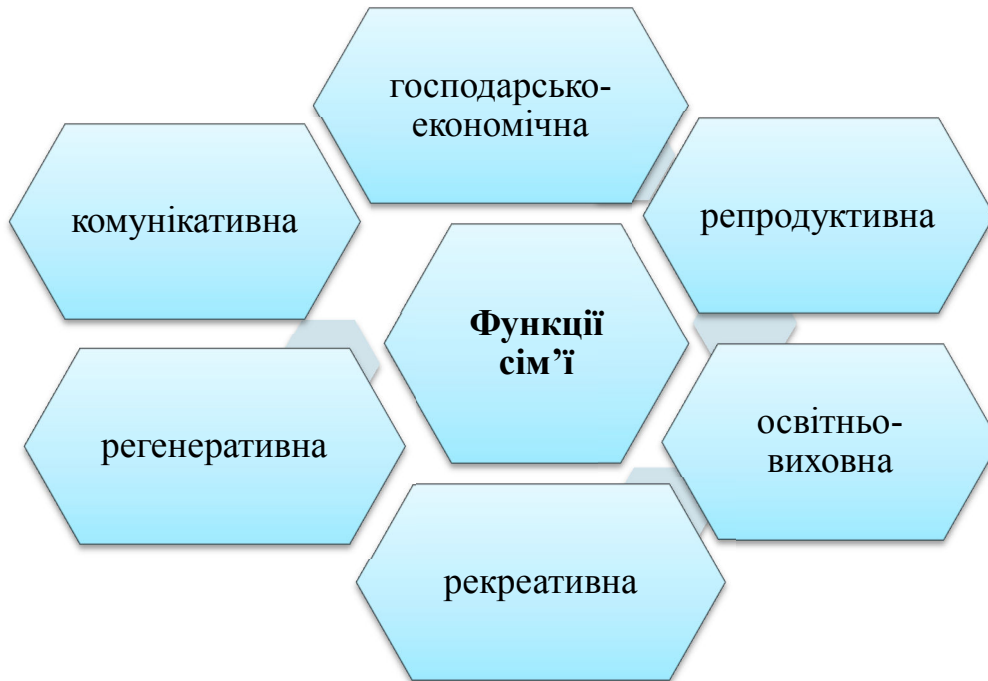 господарсько-
економічна
комунікативна
репродуктивна
Функції
сім’ї
регенеративна
освітньо-
виховна
рекреативна